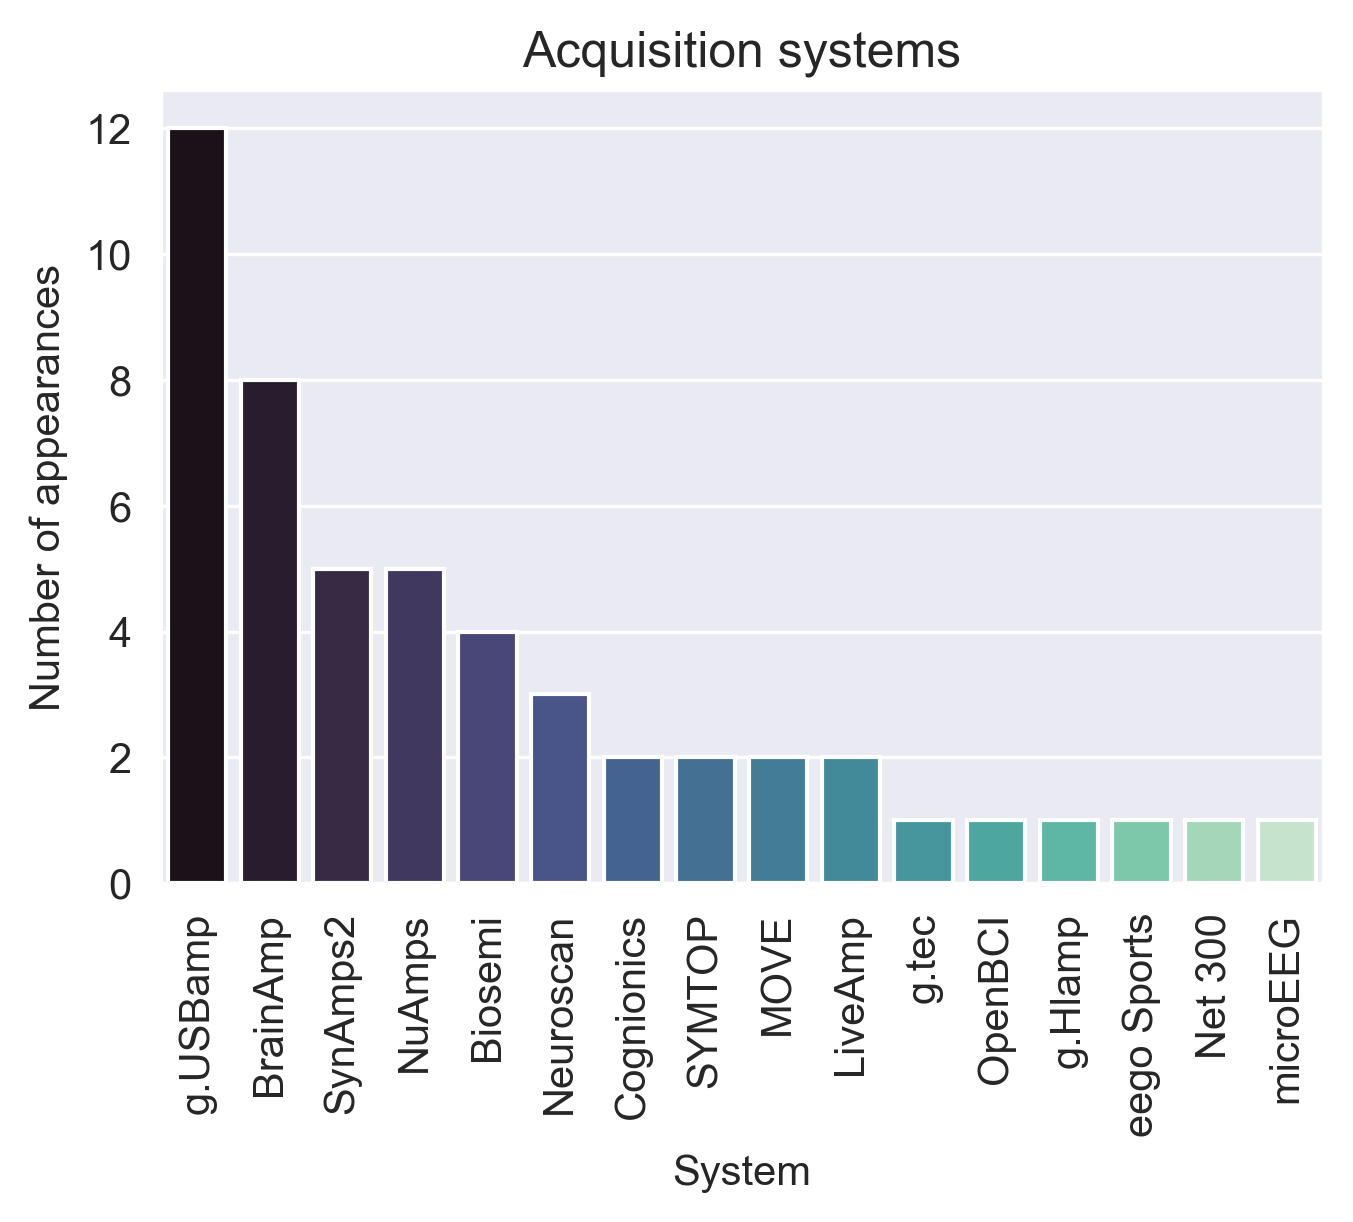 Acquisition systems
Number of appearances
12
10
8
6
4
2
0
g.USBamp
BrainAmp
SynAmps2
NuAmps
Biosemi
Neuroscan
Cognionics
SYMTOP
MOVE
LiveAmp
g.tec
OpenBCI
g.HIamp
eego Sports
Net 300
microEEG
System